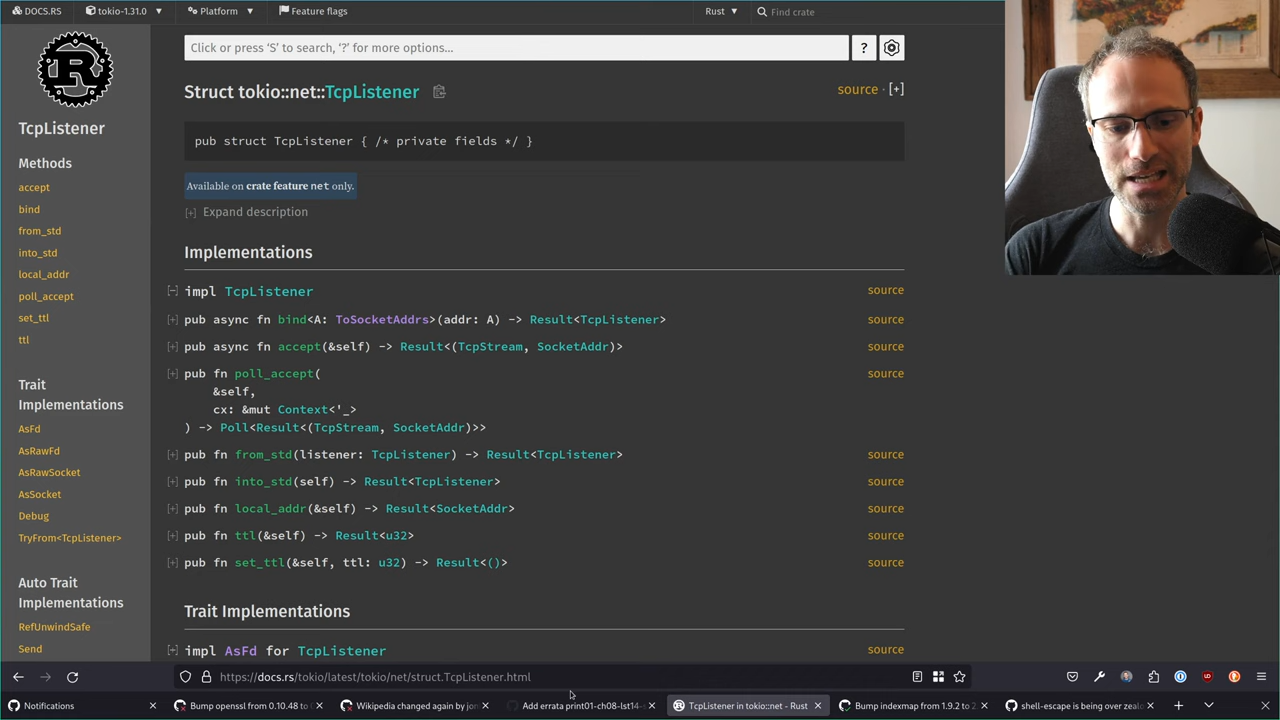 DOCS.RS tokio-1.31.0 Platform Feature flags Rust Find crate
Click or press ‘S’ to search, ‘?’ for more options… ?
TcpListener
Methods
accept
bind
from_std
into_std
local_addr
poll_accept
set_ttl
ttl
Trait
Implementations
AsFd
AsRawFd
AsRawSocket
AsSocket
Debug
TryFrom<TcpListener>
Auto Trait
Implementations
RefUnwindSafe
Send
Struct tokio::net::TcpListener source · [+]
pub struct TcpListener { /* private fields */ }
Available on crate feature net only.
[+] Expand description
Implementations
[−] impl TcpListener source
[+] pub async fn bind<A: ToSocketAddrs>(addr: A) -> Result<TcpListener> source
[+] pub async fn accept(&self) -> Result<(TcpStream, SocketAddr)> source
[+] pub fn poll_accept( source
&self,
cx: &mut Context<'_>
) -> Poll<Result<(TcpStream, SocketAddr)>>
[+] pub fn from_std(listener: TcpListener) -> Result<TcpListener> source
[+] pub fn into_std(self) -> Result<TcpListener> source
[+] pub fn local_addr(&self) -> Result<SocketAddr> source
[+] pub fn ttl(&self) -> Result<u32> source
[+] pub fn set_ttl(&self, ttl: u32) -> Result<()> source
Trait Implementations
[+] impl AsFd for TcpListener source
https://docs.rs/tokio/latest/tokio/net/struct.TcpListener.html
Notifications Bump openssl from 0.10.48 to Wikipedia changed again by jon Add errata print01-ch08-lst14-s TcpListener in tokio::net - Rust Bump indexmap from 1.9.2 to 2 shell-escape is being over zealo